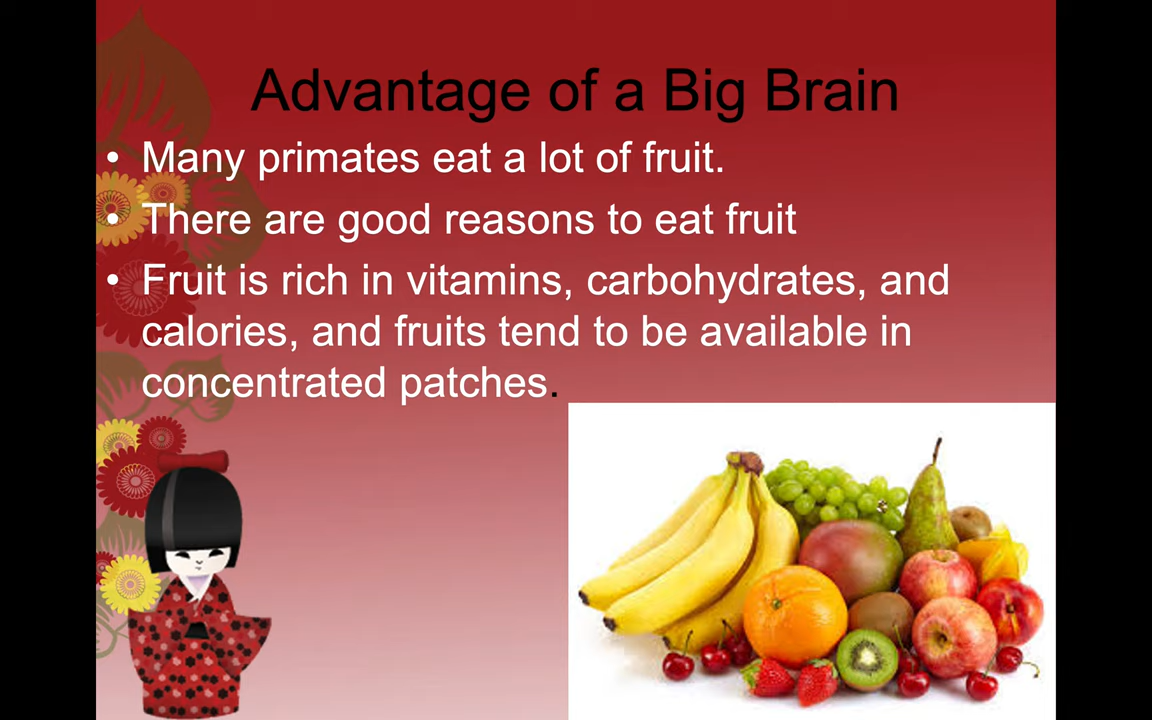 Advantage of a Big Brain
• Many primates eat a lot of fruit.
• There are good reasons to eat fruit
• Fruit is rich in vitamins, carbohydrates, and
calories, and fruits tend to be available in
concentrated patches.